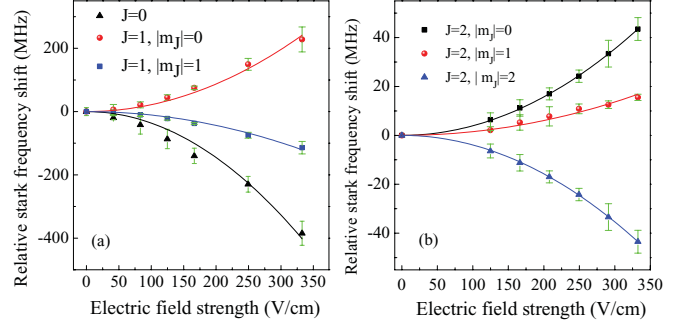 J=0
J=1, |mJ|=0
J=1, |mJ|=1
200
0
-200
-400
Relative stark frequency shift (MHz)
(a)
0 50 100 150 200 250 300 350
Electric field strength (V/cm)
J=2, |mJ|=0
J=2, |mJ|=1
J=2, | mJ|=2
40
20
0
-20
-40
Relative stark frequency shift (MHz)
(b)
0 50 100 150 200 250 300 350
Electric field strength (V/cm)